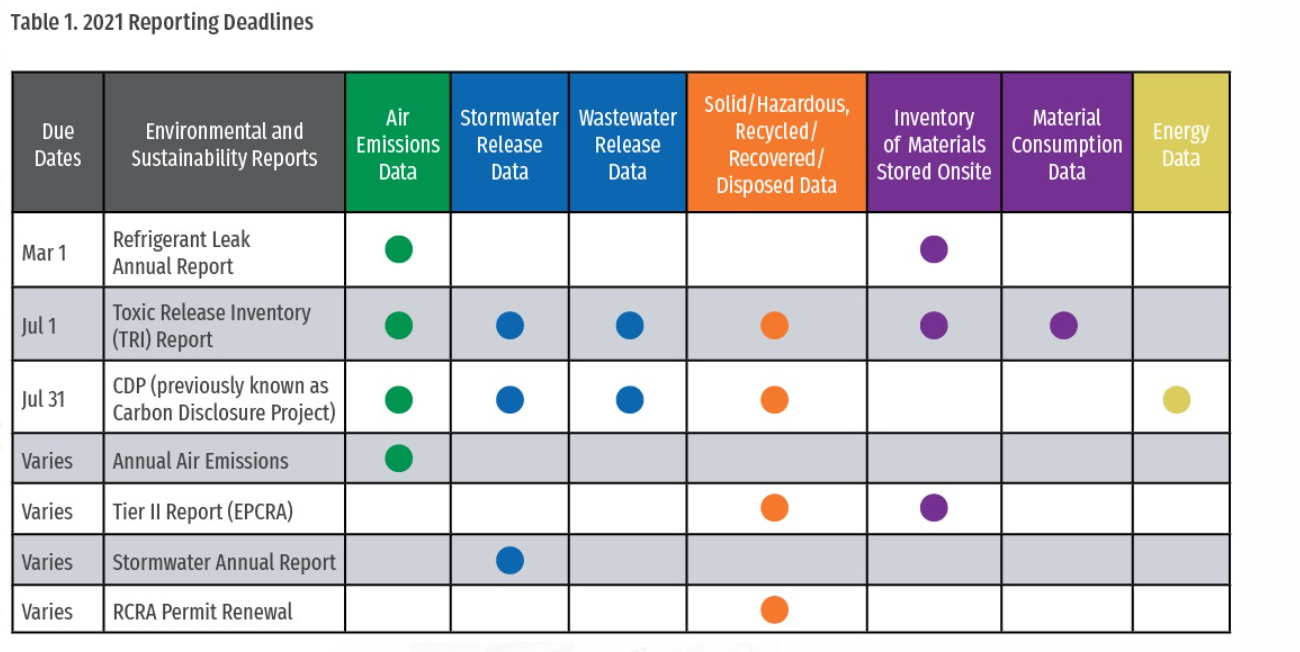 Table 1. 2021 Reporting Deadlines
Due
Dates
Environmental and
Sustainability Reports
Air
Emissions
Data
Stormwater
Release
Data
Wastewater
Release
Data
Solid/Hazardous,
Recycled/
Recovered/
Disposed Data
Inventory
of Materials
Stored Onsite
Material
Consumption
Data
Energy
Data
Mar 1
Refrigerant Leak
Annual Report
Jul 1
Toxic Release Inventory
(TRI) Report
Jul 31
CDP (previously known as
Carbon Disclosure Project)
Varies
Annual Air Emissions
Varies
Tier II Report (EPCRA)
Varies
Stormwater Annual Report
Varies
RCRA Permit Renewal